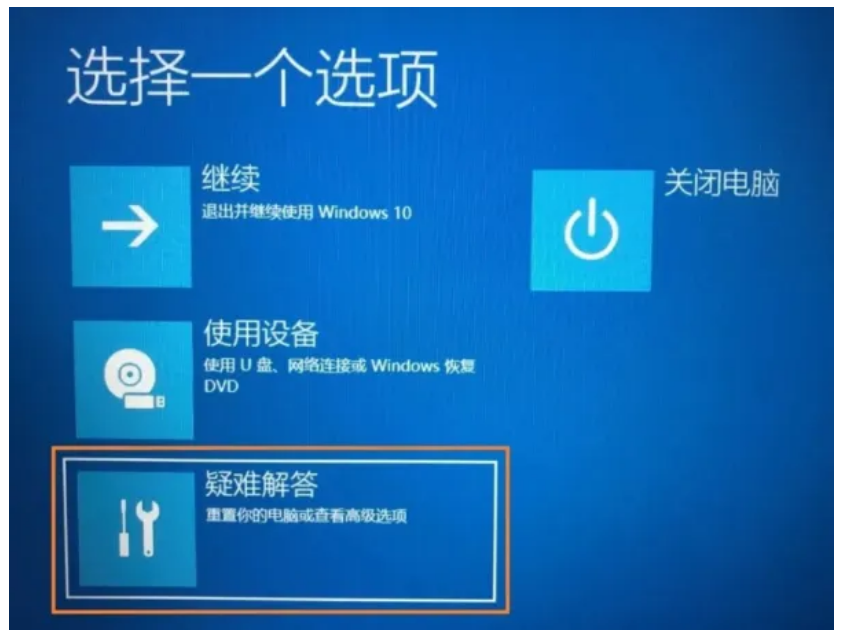 选择一个选项
继续
退出并继续使用 Windows 10
关闭电脑
使用设备
使用 U 盘、网络连接或 Windows 恢复
DVD
疑难解答
重置你的电脑或查看高级选项